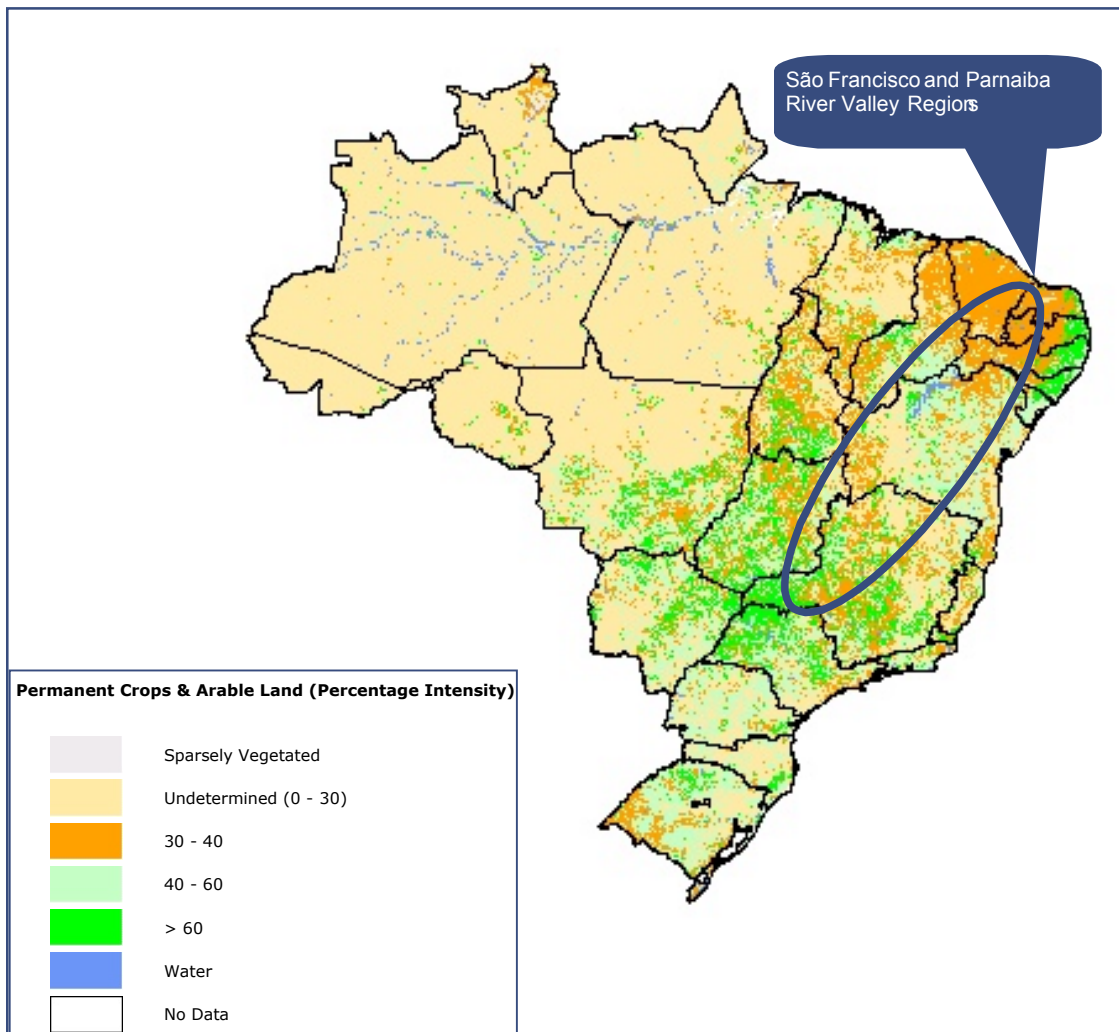 São Francisco and Parnaiba
River Valley Regions
Permanent Crops & Arable Land (Percentage Intensity)
Sparsely Vegetated
Undetermined (0 - 30)
30 - 40
40 - 60
> 60
Water
No Data